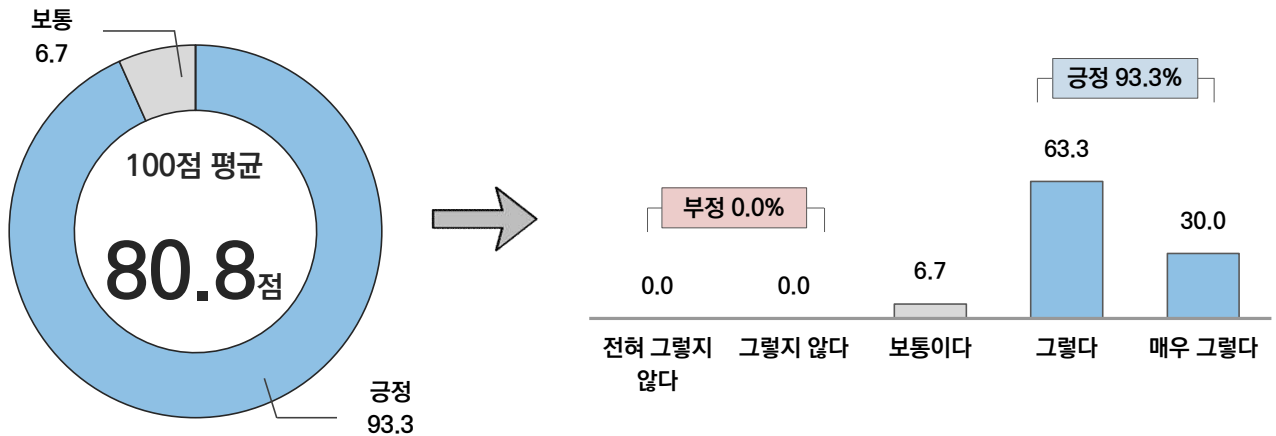 보통
6.7
100점 평균
80.8점
긍정
93.3
긍정 93.3%
부정 0.0%
0.0
0.0
6.7
63.3
30.0
전혀 그렇지
않다
그렇지 않다
보통이다
그렇다
매우 그렇다